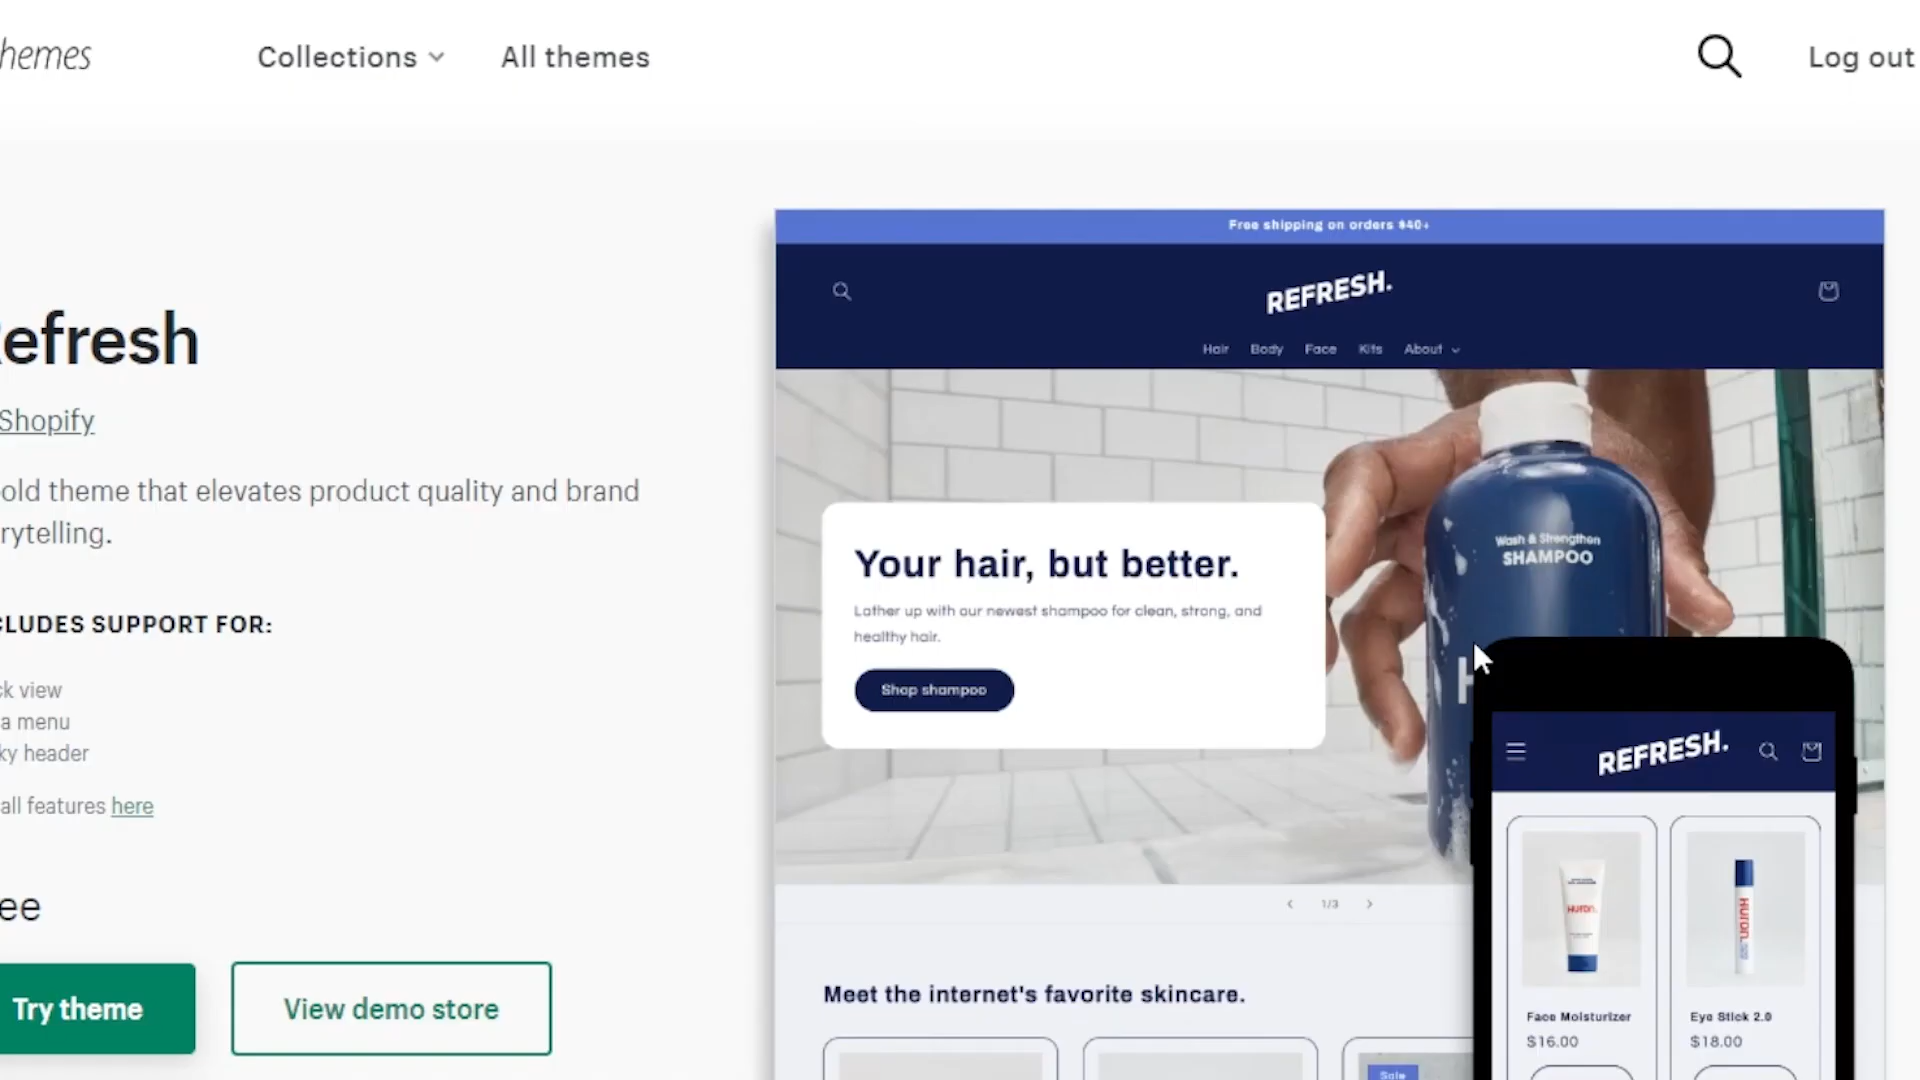 hemes
Collections
All themes
Log out
efresh
Shopify
old theme that elevates product quality and brand
rytelling.
CLUDES SUPPORT FOR:
ck view
a menu
ky header
all features here
ee
Try theme
View demo store
Free shipping on orders $40+
REFRESH.
Hair Body Face Kits About
Wash & Strengthen
SHAMPOO
H
Your hair, but better.
Lather up with our newest shampoo for clean, strong, and
healthy hair.
Shop shampoo
1/3
Meet the internet's favorite skincare.
Sale
REFRESH.
HURON.
HURON.
Face Moisturizer
$16.00
Eye Stick 2.0
$18.00